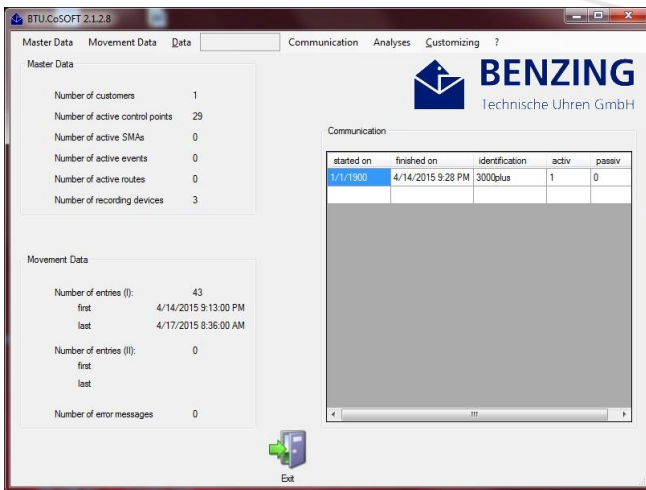 BTU.CoSOFT 2.1.2.8
Master Data Movement Data Data Communication Analyses Customizing ?
Master Data
Number of customers 1
Number of active control points 29
Number of active SMAs 0
Number of active events 0
Number of active routes 0
Number of recording devices 3
BENZING
Technische Uhren GmbH
Communication
started on finished on identification activ passiv
1/1/1900 4/14/2015 9:28 PM 3000plus 1 0
Movement Data
Number of entries (I): 43
first 4/14/2015 9:13:00 PM
last 4/17/2015 8:36:00 AM
Number of entries (II): 0
first
last
Number of error messages 0
Exit